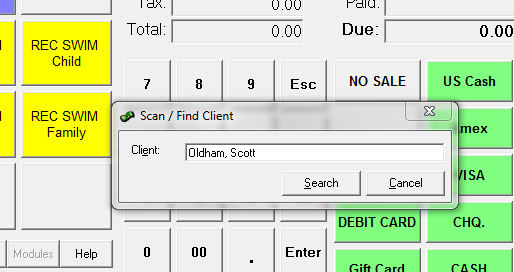 Tax: 0.00 Paid:
Total: 0.00 Due: 0.00
REC SWIM
Child
7 8 9 Esc NO SALE US Cash
Scan / Find Client
REC SWIM
Family
Client: Oldham, Scott
VISA
Search Cancel
DEBIT CARD CHQ.
Modules Help
0 00 . Enter
Gift Card CASH